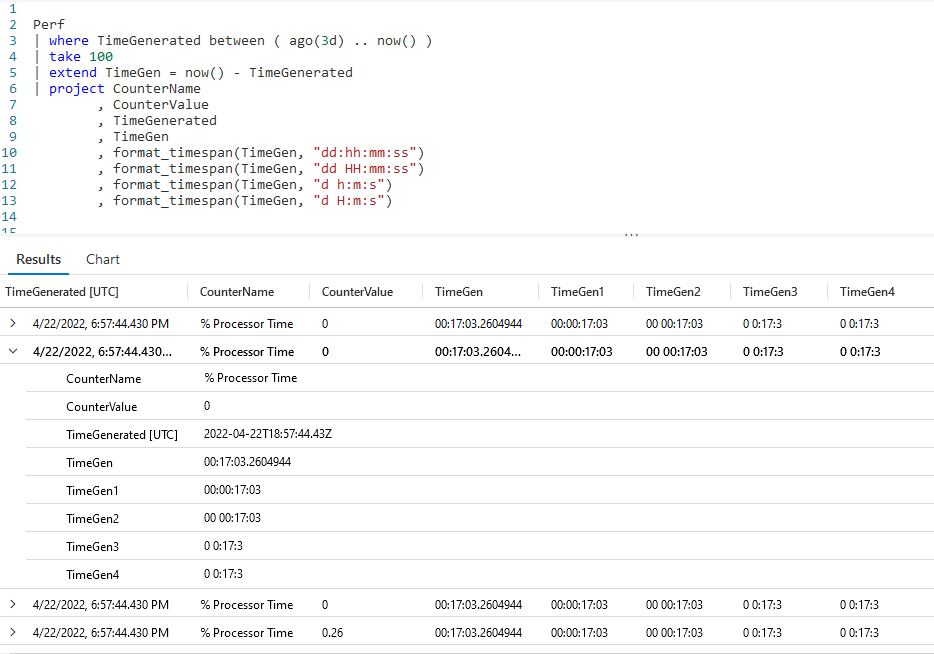 1
2 Perf
3 | where TimeGenerated between ( ago(3d) .. now() )
4 | take 100
5 | extend TimeGen = now() - TimeGenerated
6 | project CounterName
7 , CounterValue
8 , TimeGenerated
9 , TimeGen
10 , format_timespan(TimeGen, "dd:hh:mm:ss")
11 , format_timespan(TimeGen, "dd HH:mm:ss")
12 , format_timespan(TimeGen, "d h:m:s")
13 , format_timespan(TimeGen, "d H:m:s")
14
15
...
Results Chart
TimeGenerated [UTC] CounterName CounterValue TimeGen TimeGen1 TimeGen2 TimeGen3 TimeGen4
> 4/22/2022, 6:57:44.430 PM % Processor Time 0 00:17:03.2604944 00:00:17:03 00 00:17:03 0 0:17:3 0 0:17:3
4/22/2022, 6:57:44.430... % Processor Time 0 00:17:03.2604... 00:00:17:03 00 00:17:03 0 0:17:3 0 0:17:3
CounterName % Processor Time
CounterValue 0
TimeGenerated [UTC] 2022-04-22T18:57:44.43Z
TimeGen 00:17:03.2604944
TimeGen1 00:00:17:03
TimeGen2 00 00:17:03
TimeGen3 0 0:17:3
TimeGen4 0 0:17:3
> 4/22/2022, 6:57:44.430 PM % Processor Time 0 00:17:03.2604944 00:00:17:03 00 00:17:03 0 0:17:3 0 0:17:3
> 4/22/2022, 6:57:44.430 PM % Processor Time 0.26 00:17:03.2604944 00:00:17:03 00 00:17:03 0 0:17:3 0 0:17:3